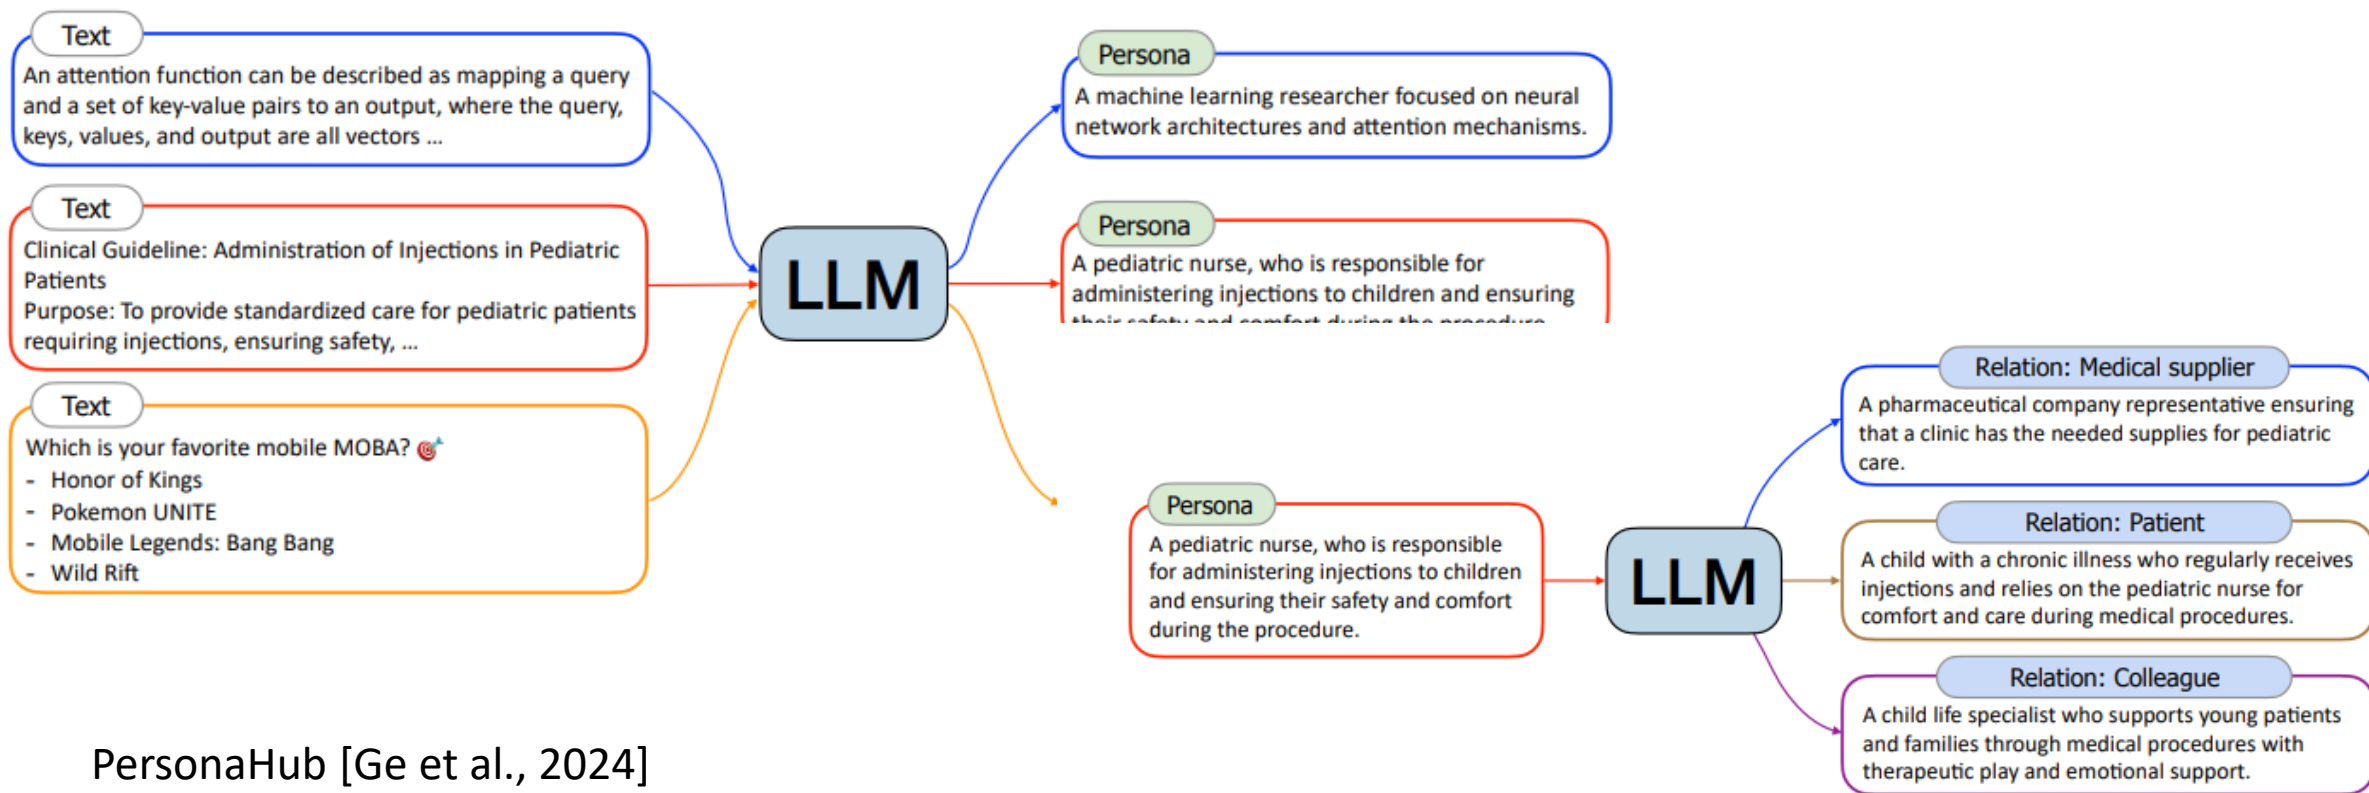 Text
An attention function can be described as mapping a query
and a set of key-value pairs to an output, where the query,
keys, values, and output are all vectors ...
Text
Clinical Guideline: Administration of Injections in Pediatric
Patients
Purpose: To provide standardized care for pediatric patients
requiring injections, ensuring safety, ...
Text
Which is your favorite mobile MOBA? 🎯
- Honor of Kings
- Pokemon UNITE
- Mobile Legends: Bang Bang
- Wild Rift
LLM
Persona
A machine learning researcher focused on neural
network architectures and attention mechanisms.
Persona
A pediatric nurse, who is responsible for
administering injections to children and ensuring
their safety and comfort during the procedure
Persona
A pediatric nurse, who is responsible
for administering injections to children
and ensuring their safety and comfort
during the procedure.
LLM
Relation: Medical supplier
A pharmaceutical company representative ensuring
that a clinic has the needed supplies for pediatric
care.
Relation: Patient
A child with a chronic illness who regularly receives
injections and relies on the pediatric nurse for
comfort and care during medical procedures.
Relation: Colleague
A child life specialist who supports young patients
and families through medical procedures with
therapeutic play and emotional support.
PersonaHub [Ge et al., 2024]